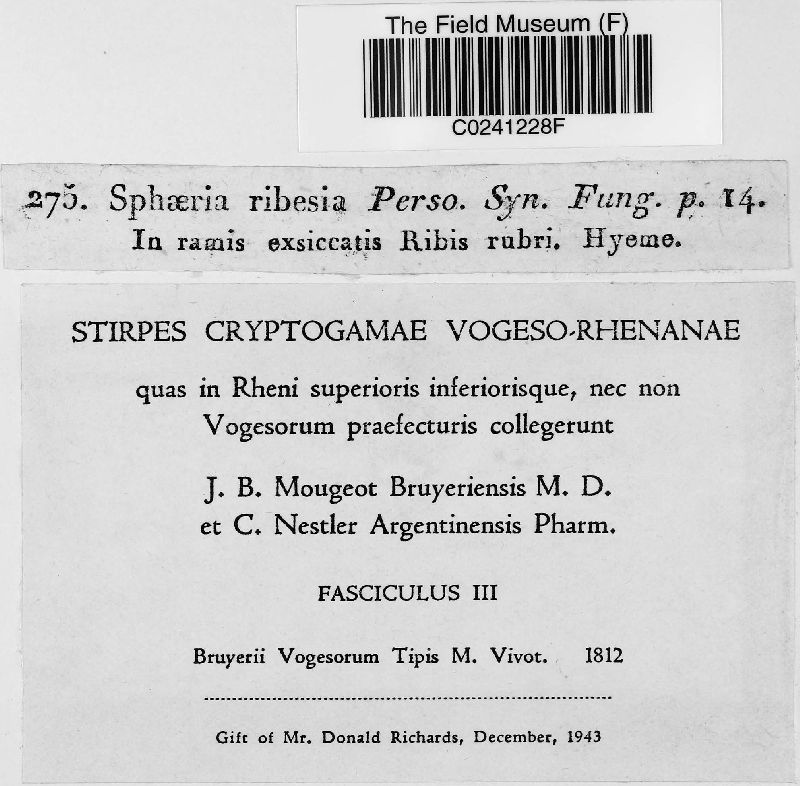 The Field Museum (F)
C0241228F
275. Sphæria ribesia Perso. Syn. Fung. p. 14.
In ramis exsiccatis Ribis rubri. Hyeme.
STIRPES CRYPTOGAMAE VOGESO-RHENANAE
quas in Rheni superioris inferiorisque, nec non
Vogesorum praefecturis collegerunt
J. B. Mougeot Bruyeriensis M. D.
et C. Nestler Argentinensis Pharm.
FASCICULUS III
Bruyerii Vogesorum Tipis M. Vivot. 1812
Gift of Mr. Donald Richards, December, 1943